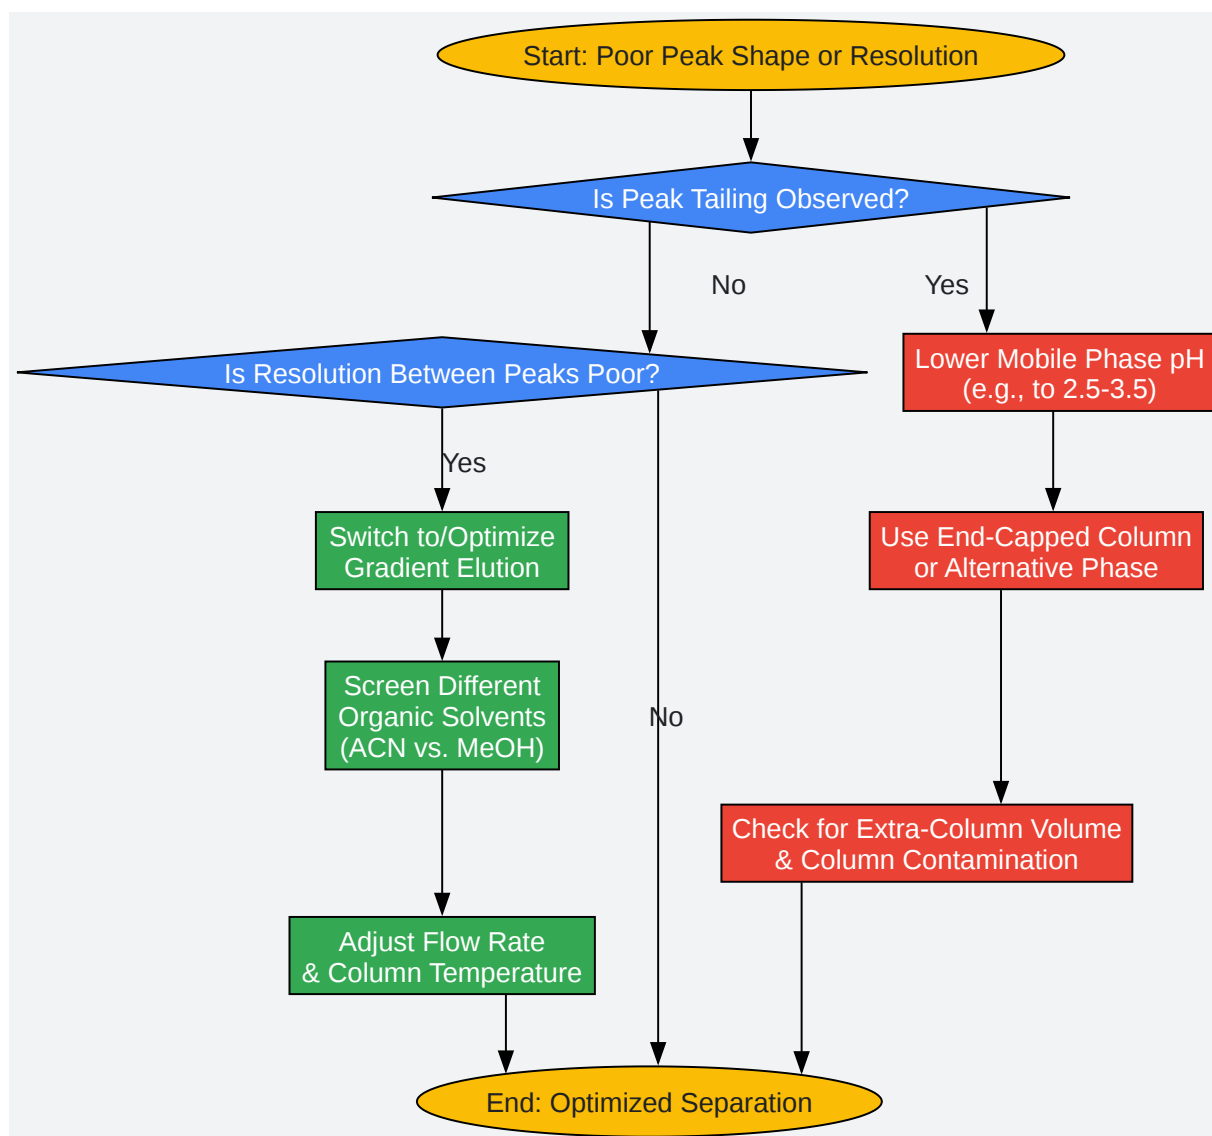 Start: Poor Peak Shape or Resolution
Is Peak Tailing Observed?
No
Yes
Is Resolution Between Peaks Poor?
Lower Mobile Phase pH
(e.g., to 2.5-3.5)
Yes
Switch to/Optimize
Gradient Elution
Use End-Capped Column
or Alternative Phase
Screen Different
Organic Solvents
(ACN vs. MeOH)
No
Check for Extra-Column Volume
& Column Contamination
Adjust Flow Rate
& Column Temperature
End: Optimized Separation